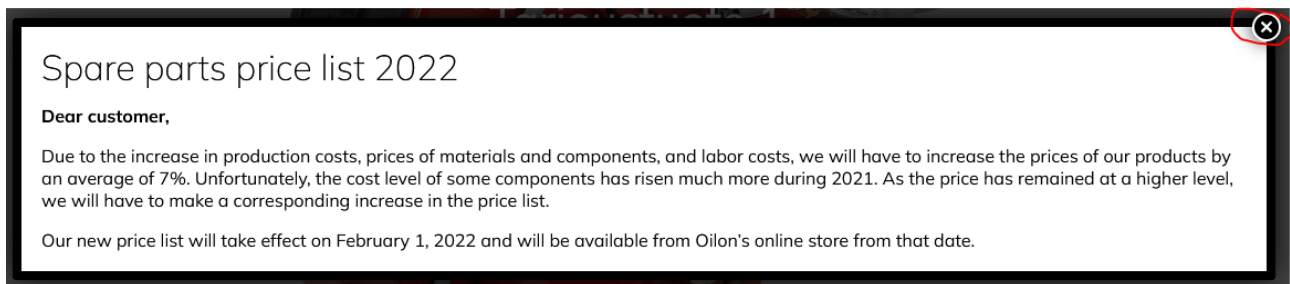 Spare parts price list 2022
Dear customer,
Due to the increase in production costs, prices of materials and components, and labor costs, we will have to increase the prices of our products by
an average of 7%. Unfortunately, the cost level of some components has risen much more during 2021. As the price has remained at a higher level,
we will have to make a corresponding increase in the price list.
Our new price list will take effect on February 1, 2022 and will be available from Oilon's online store from that date.